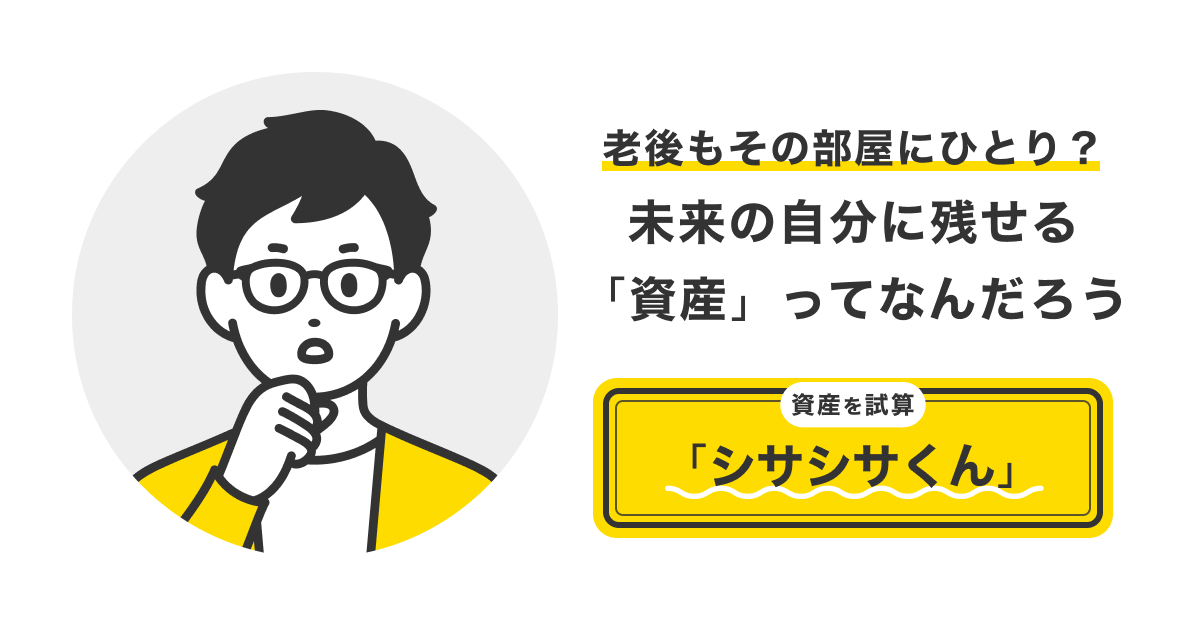 老後もその部屋にひとり？
未来の自分に残せる
「資産」ってなんだろう
資産を試算
「シサシサくん」